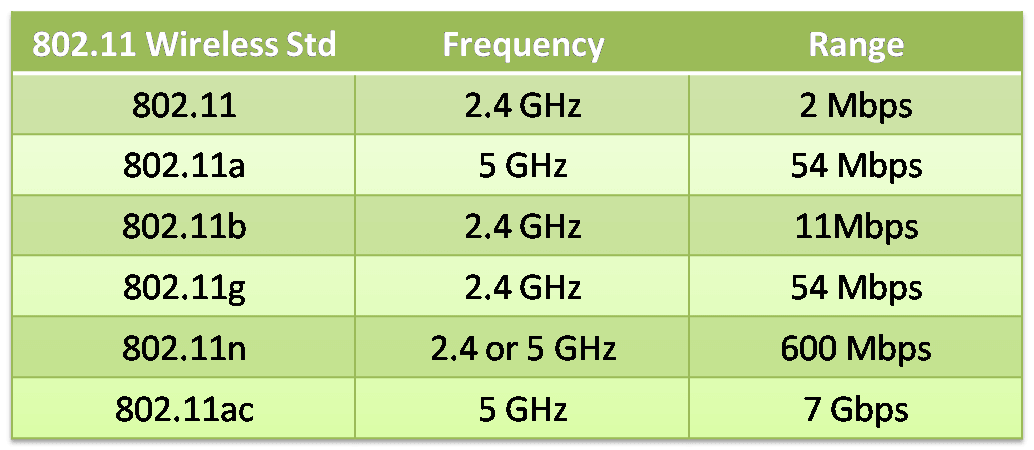 802.11 Wireless Std Frequency Range
802.11 2.4 GHz 2 Mbps
802.11a 5 GHz 54 Mbps
802.11b 2.4 GHz 11Mbps
802.11g 2.4 GHz 54 Mbps
802.11n 2.4 or 5 GHz 600 Mbps
802.11ac 5 GHz 7 Gbps